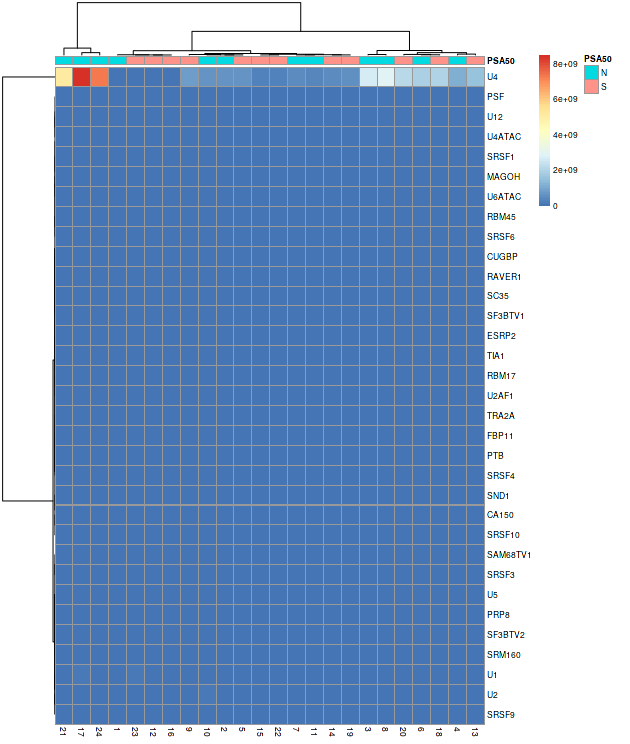 PSA50
U4
PSF
U12
U4ATAC
SRSF1
MAGOH
U6ATAC
RBM45
SRSF6
CUGBP
RAVER1
SC35
SF3BTV1
ESRP2
TIA1
RBM17
U2AF1
TRA2A
FBP11
PTB
SRSF4
SND1
CA150
SRSF10
SAM68TV1
SRSF3
U5
PRP8
SF3BTV2
SRM160
U1
U2
SRSF9
21 17 24 1 23 12 16 9 10 2 5 15 22 7 11 14 19 3 8 20 6 18 4 13
8e+09
6e+09
4e+09
2e+09
0
PSA50
N
S